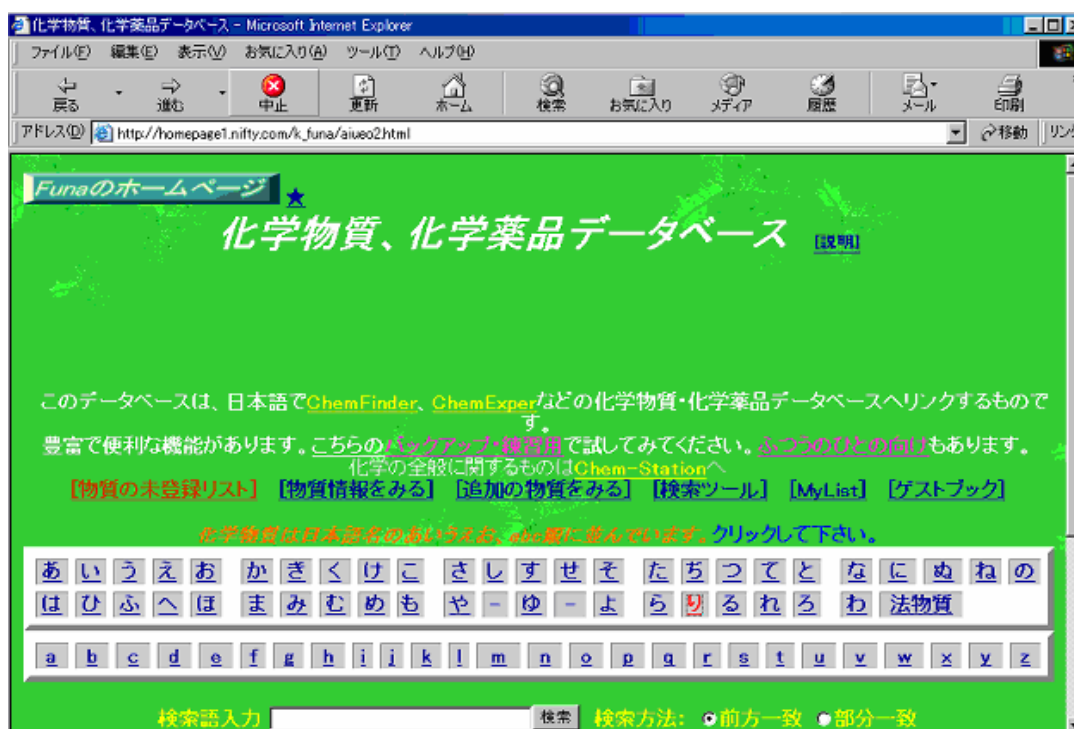 化学物質、化学薬品データベース - Microsoft Internet Explorer
ファイル(F) 編集(E) 表示(V) お気に入り(A) ツール(T) ヘルプ(H)
戻る 進む 中止 更新 ホーム 検索 お気に入り メディア 履歴 メール 印刷
アドレス(D) http://homepage1.nifty.com/k_funa/aiueo2.html 移動 リンク
Funaのホームページ ★
化学物質、化学薬品データベース [説明]
このデータベースは、日本語でChemFinder、ChemExperなどの化学物質・化学薬品データベースへリンクするもので
す。
豊富で便利な機能があります。こちらのバックアップ・練習用で試してみてください。ふつうのひとの向けもあります。
化学の全般に関するものはChem-Stationへ
[物質の未登録リスト] [物質情報をみる] [追加の物質をみる] [検索ツール] [MyList] [ゲストブック]
化学物質は日本語名のあいうえお、abc順に並んでいます。クリックして下さい。
あ い う え お か き く け こ さ し す せ そ た ち つ て と な に ぬ ね の
は ひ ふ へ ほ ま み む め も や - ゆ - よ ら り る れ ろ わ 法物質
a b c d e f g h i j k l m n o p q r s t u v w x y z
検索語入力 検索 検索方法: 前方一致 部分一致